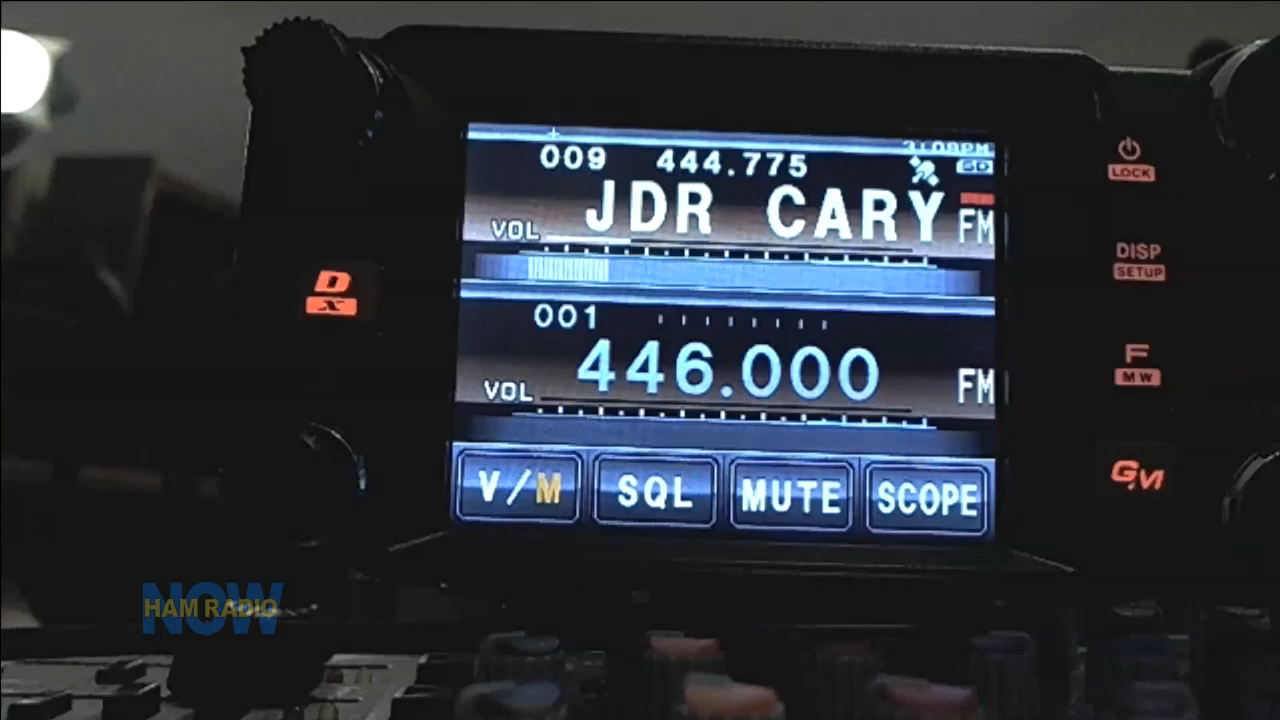 3:08PM
009 444.775 SD
JDR CARY
VOL FM
001
446.000
VOL FM
V/M SQL MUTE SCOPE
D
X
LOCK
DISP
SETUP
F
MW
GM
HAM RADIO
NOW